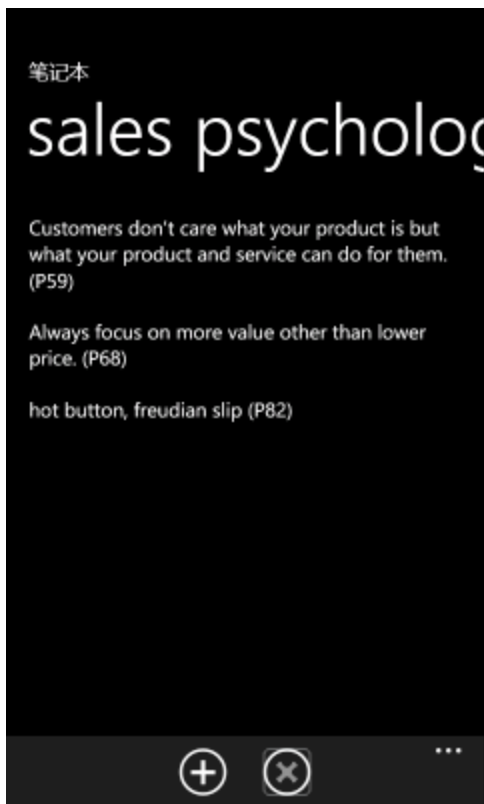 笔记本
sales psycholog
Customers don't care what your product is but
what your product and service can do for them.
(P59)
Always focus on more value other than lower
price. (P68)
hot button, freudian slip (P82)